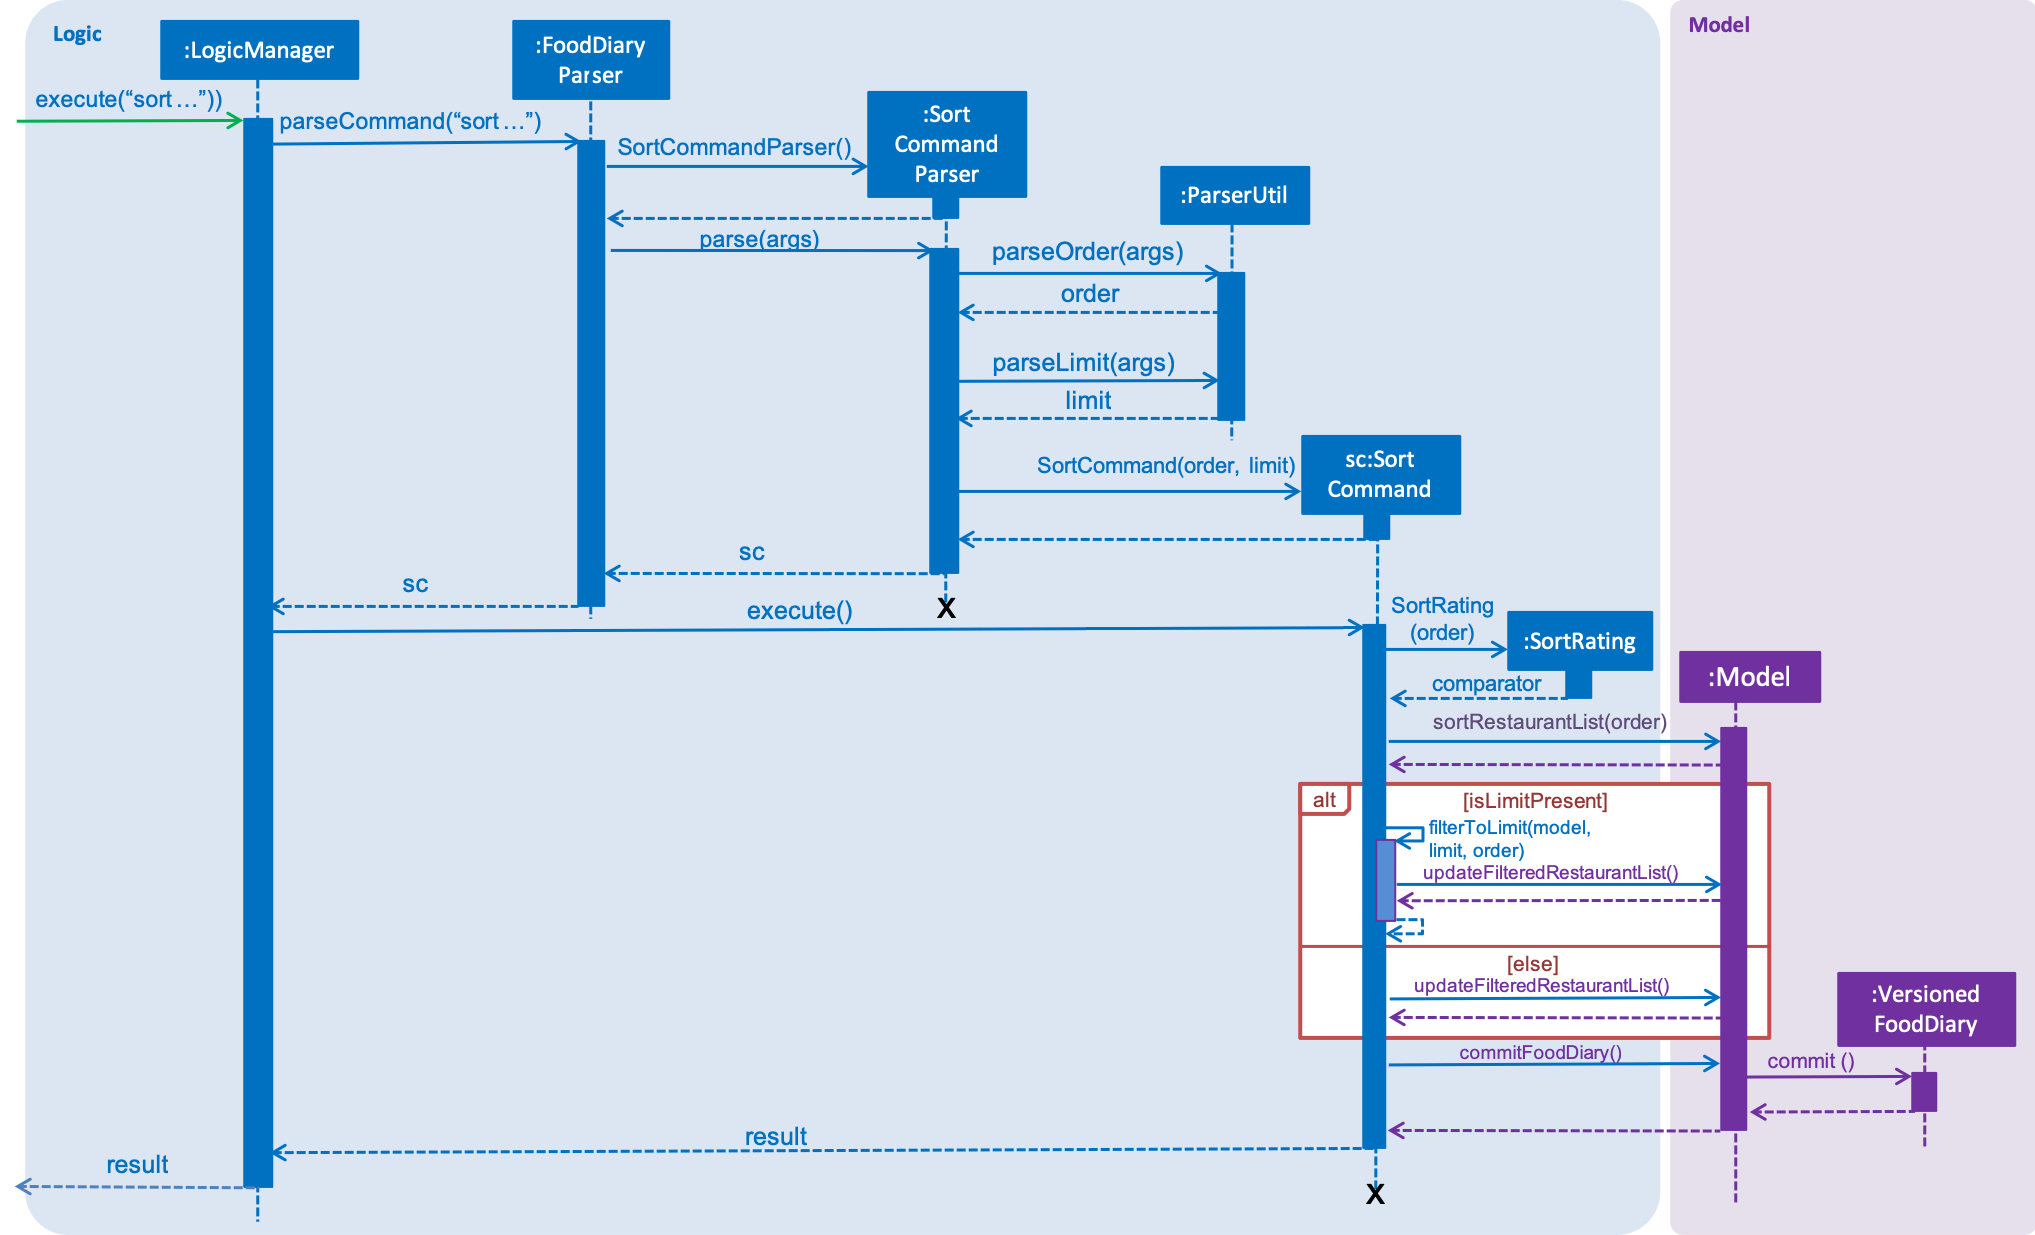 Logic
Model
:LogicManager
:FoodDiary
Parser
execute(“sort ...”))
parseCommand(“sort ...”)
:Sort
Command
Parser
SortCommandParser()
:ParserUtil
parse(args)
parseOrder(args)
order
parseLimit(args)
limit
SortCommand(order, limit)
sc:Sort
Command
sc
sc
X
execute()
SortRating
(order)
:SortRating
comparator
:Model
sortRestaurantList(order)
alt
[isLimitPresent]
filterToLimit(model,
limit, order)
updateFilteredRestaurantList()
[else]
updateFilteredRestaurantList()
:Versioned
FoodDiary
commitFoodDiary()
commit ()
result
result
X